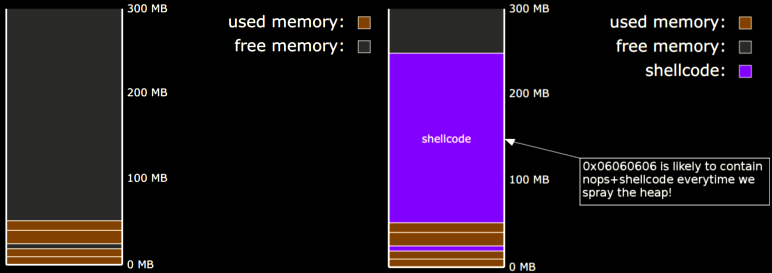 300 MB
used memory:
free memory:
200 MB
100 MB
0 MB
300 MB
used memory:
free memory:
shellcode:
200 MB
shellcode
0x06060606 is likely to contain
nops+shellcode everytime we
spray the heap!
100 MB
0 MB